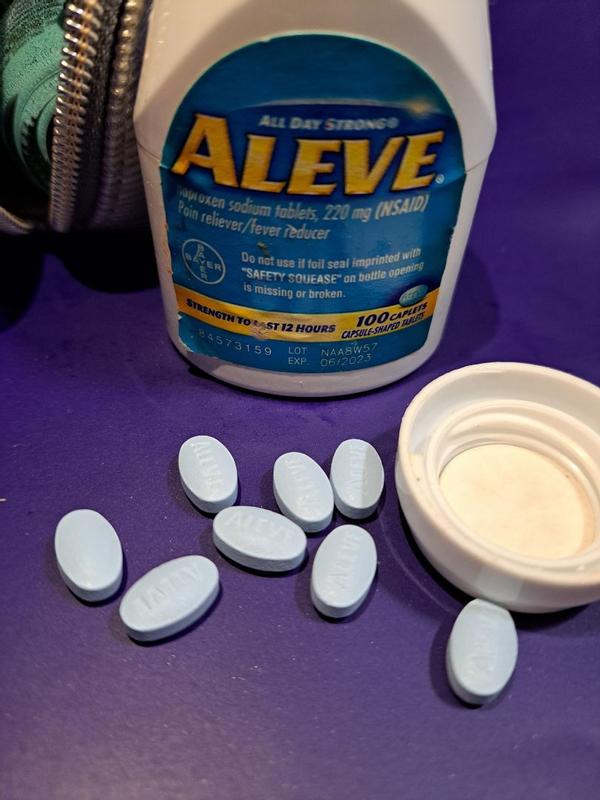 ALL DAY STRONG®
ALEVE®
naproxen sodium tablets, 220 mg (NSAID)
Pain reliever/fever reducer
BAYER
BAYER
Do not use if foil seal imprinted with
"SAFETY SQUEASE" on bottle opening
is missing or broken.
STRENGTH TO LAST 12 HOURS
100 CAPLETS
CAPSULE-SHAPED TABLETS
84573159 LOT NAA8W57
EXP. 06/2023
ALEVE
ALEVE
ALEVE
ALEVE